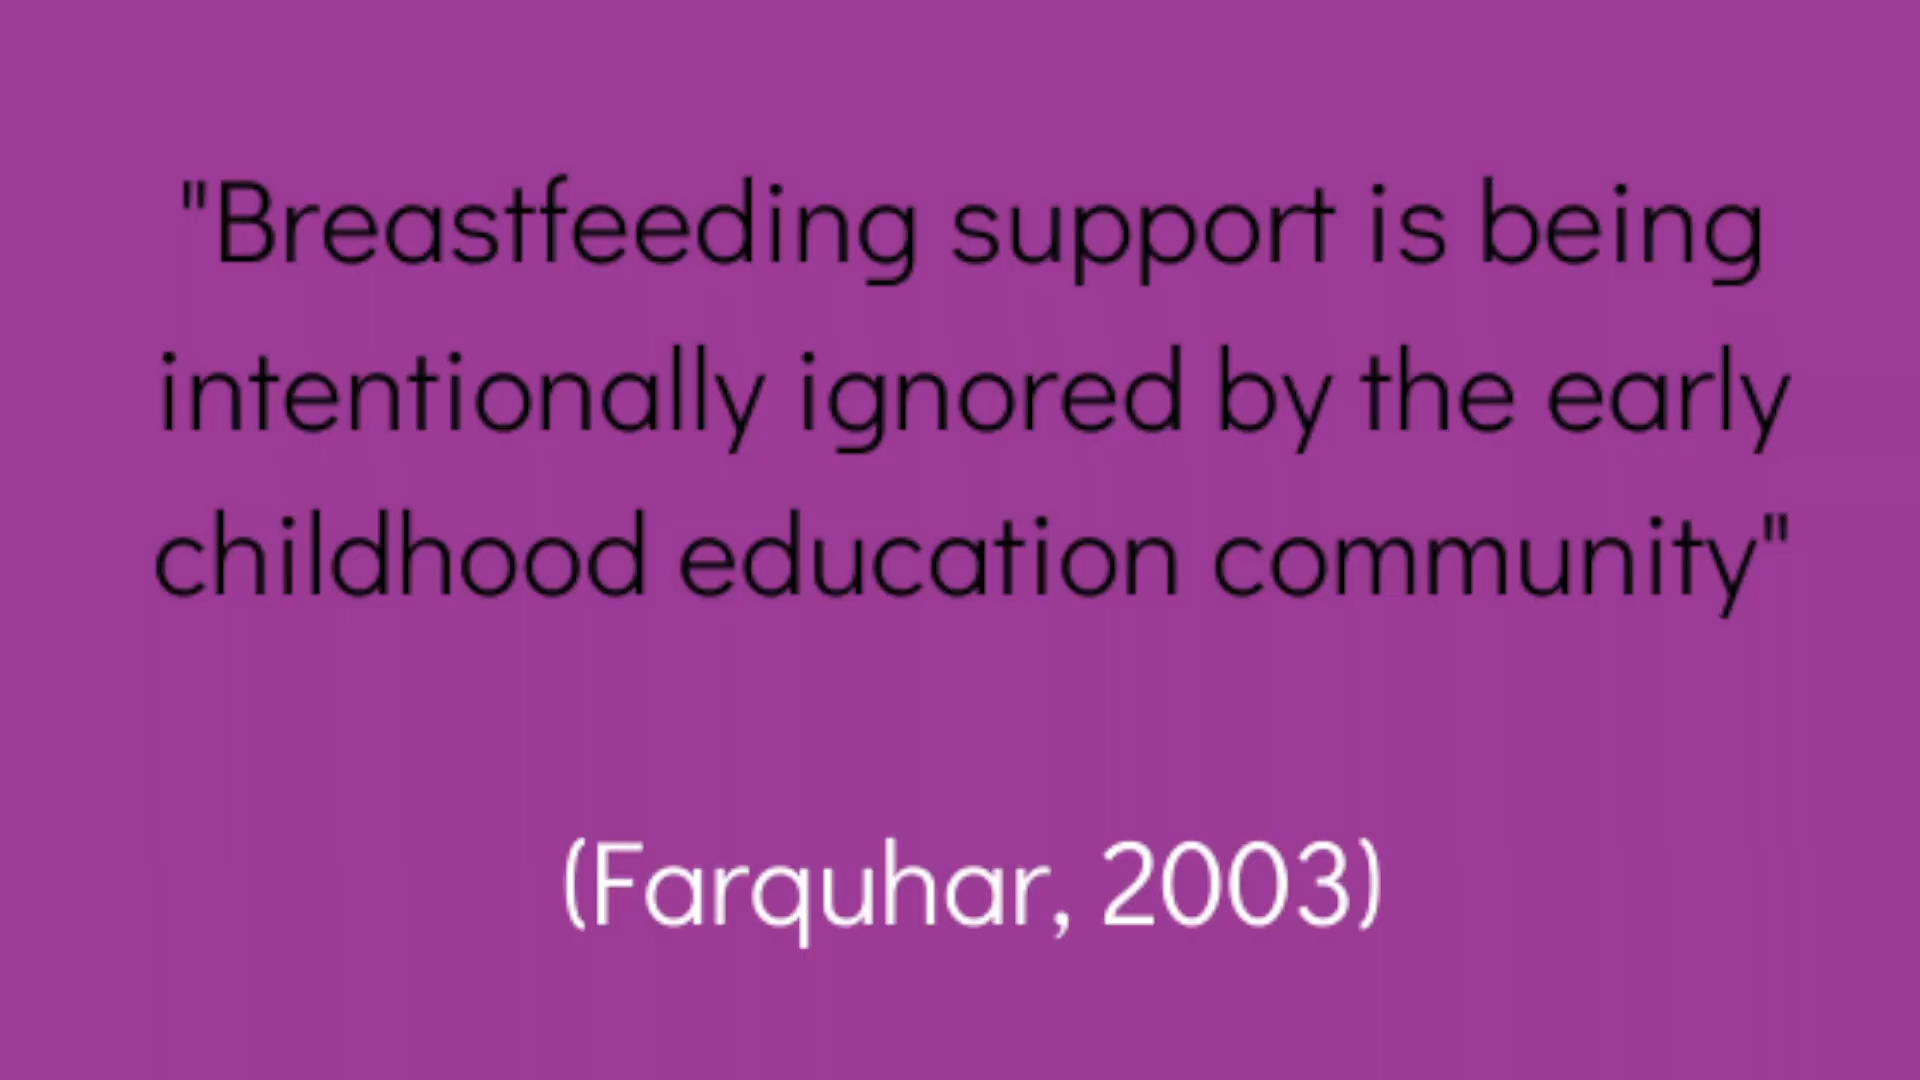 "Breastfeeding support is being
intentionally ignored by the early
childhood education community"
(Farquhar, 2003)